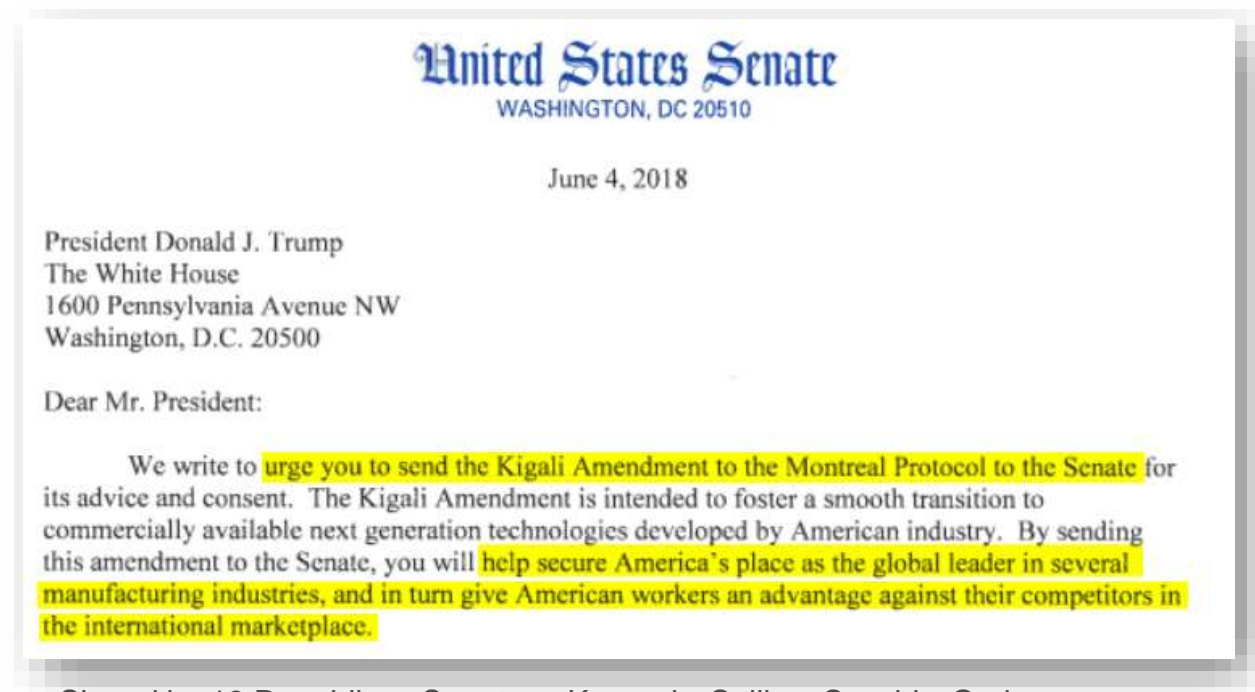 United States Senate
WASHINGTON, DC 20510
June 4, 2018
President Donald J. Trump
The White House
1600 Pennsylvania Avenue NW
Washington, D.C. 20500
Dear Mr. President:
We write to urge you to send the Kigali Amendment to the Montreal Protocol to the Senate for
its advice and consent. The Kigali Amendment is intended to foster a smooth transition to
commercially available next generation technologies developed by American industry. By sending
this amendment to the Senate, you will help secure America's place as the global leader in several
manufacturing industries, and in turn give American workers an advantage against their competitors in
the international marketplace.